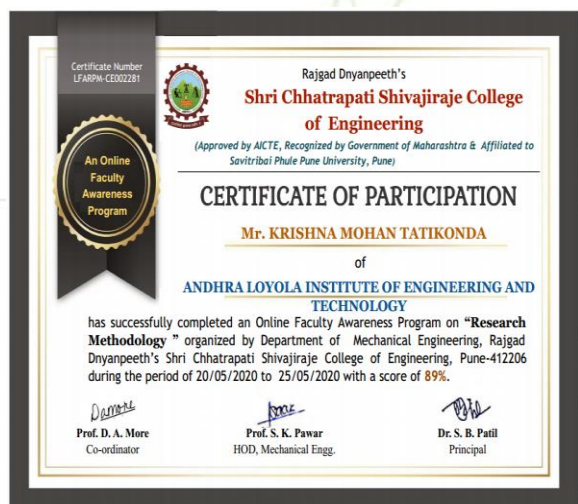 Certificate Number
LFARPM-CE002281
An Online
Faculty
Awareness
Program
Rajgad Dnyanpeeth's
Shri Chhatrapati Shivajiraje College
of Engineering
(Approved by AICTE, Recognized by Government of Maharashtra & Affiliated to
Savitribai Phule Pune University, Pune)
CERTIFICATE OF PARTICIPATION
Mr. KRISHNA MOHAN TATIKONDA
of
ANDHRA LOYOLA INSTITUTE OF ENGINEERING AND
TECHNOLOGY
has successfully completed an Online Faculty Awareness Program on “Research
Methodology ” organized by Department of Mechanical Engineering, Rajgad
Dnyanpeeth's Shri Chhatrapati Shivajiraje College of Engineering, Pune-412206
during the period of 20/05/2020 to 25/05/2020 with a score of 89%.
Prof. D. A. More
Co-ordinator
Prof. S. K. Pawar
HOD, Mechanical Engg.
Dr. S. B. Patil
Principal